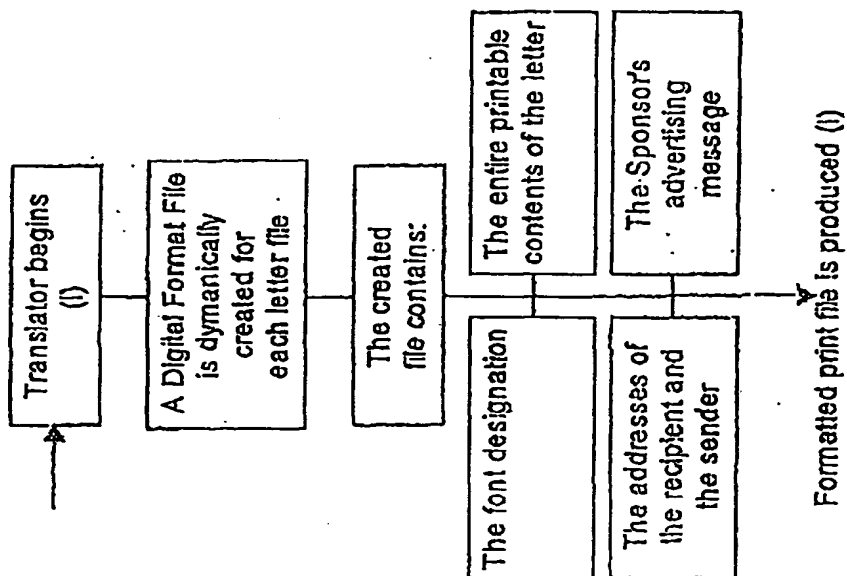 Translator begins
(I)
A Digital Format File
is dymanically
created for
each letter file
The created
file contains:
The font designation
The entire printable
contents of the letter
The addresses of
the recipient and
the sender
The Sponsor's
advertising
message
Formatted print file is produced (I)